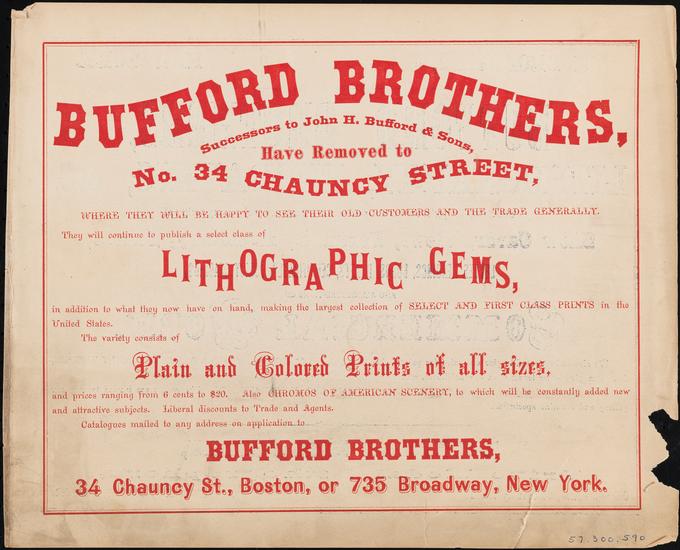 BUFFORD BROTHERS,
Successors to John H. Bufford & Sons,
Have Removed to
No. 34 CHAUNCY STREET,
WHERE THEY WILL BE HAPPY TO SEE THEIR OLD CUSTOMERS AND THE TRADE GENERALLY.
They will continue to publish a select class of
LITHOGRAPHIC GEMS,
in addition to what they now have on hand, making the largest collection of SELECT AND FIRST CLASS PRINTS in the
United States.
The variety consists of
Plain and Colored Prints of all sizes,
and prices ranging from 6 cents to $20. Also CHROMOS OF AMERICAN SCENERY, to which will be constantly added new
and attractive subjects. Liberal discounts to Trade and Agents.
Catalogues mailed to any address on application to
BUFFORD BROTHERS,
34 Chauncy St., Boston, or 735 Broadway, New York.
57.300.590